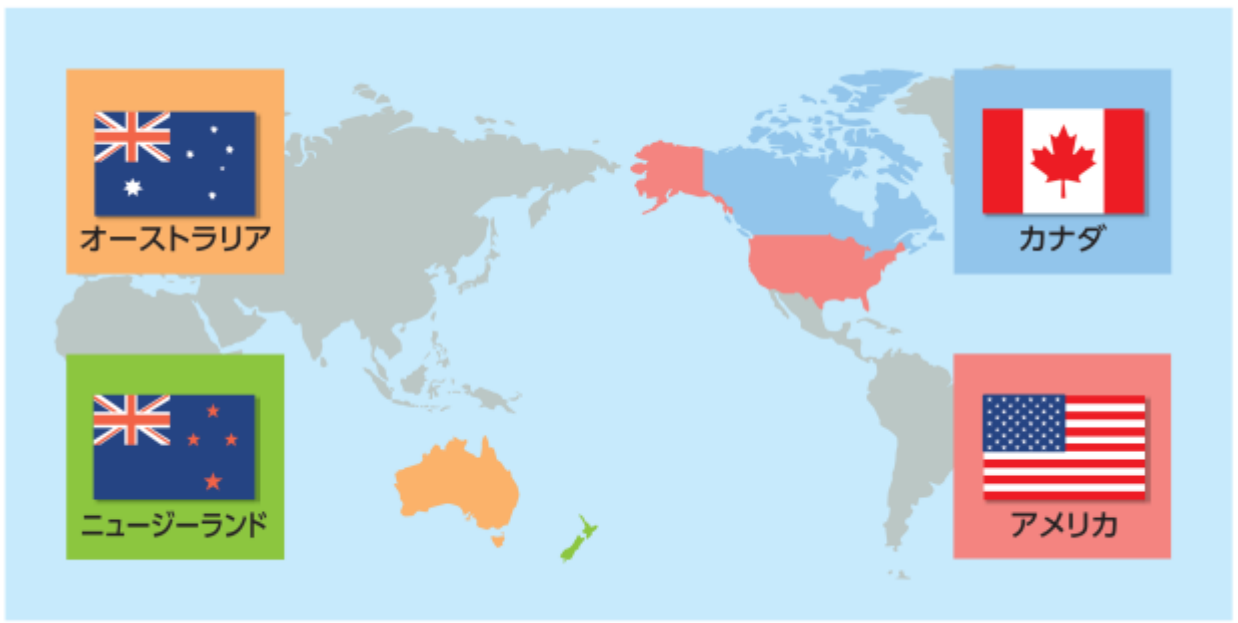 オーストラリア
カナダ
ニュージーランド
アメリカ